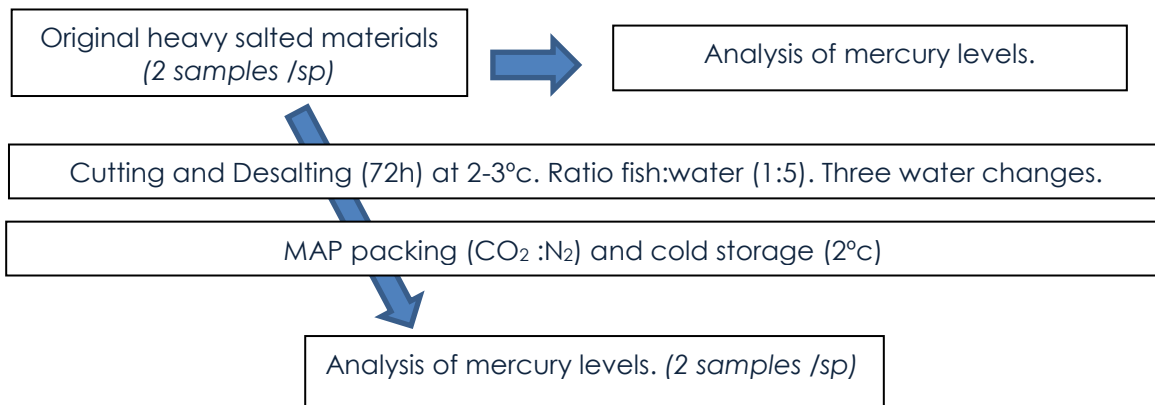 Original heavy salted materials
(2 samples /sp)
Analysis of mercury levels.
Cutting and Desalting (72h) at 2-3ºc. Ratio fish:water (1:5). Three water changes.
MAP packing (CO₂ :N₂) and cold storage (2ºc)
Analysis of mercury levels. (2 samples /sp)